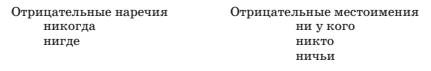 Отрицательные наречия Отрицательные местоимения
никогда ни у кого
нигде никто
ничьи